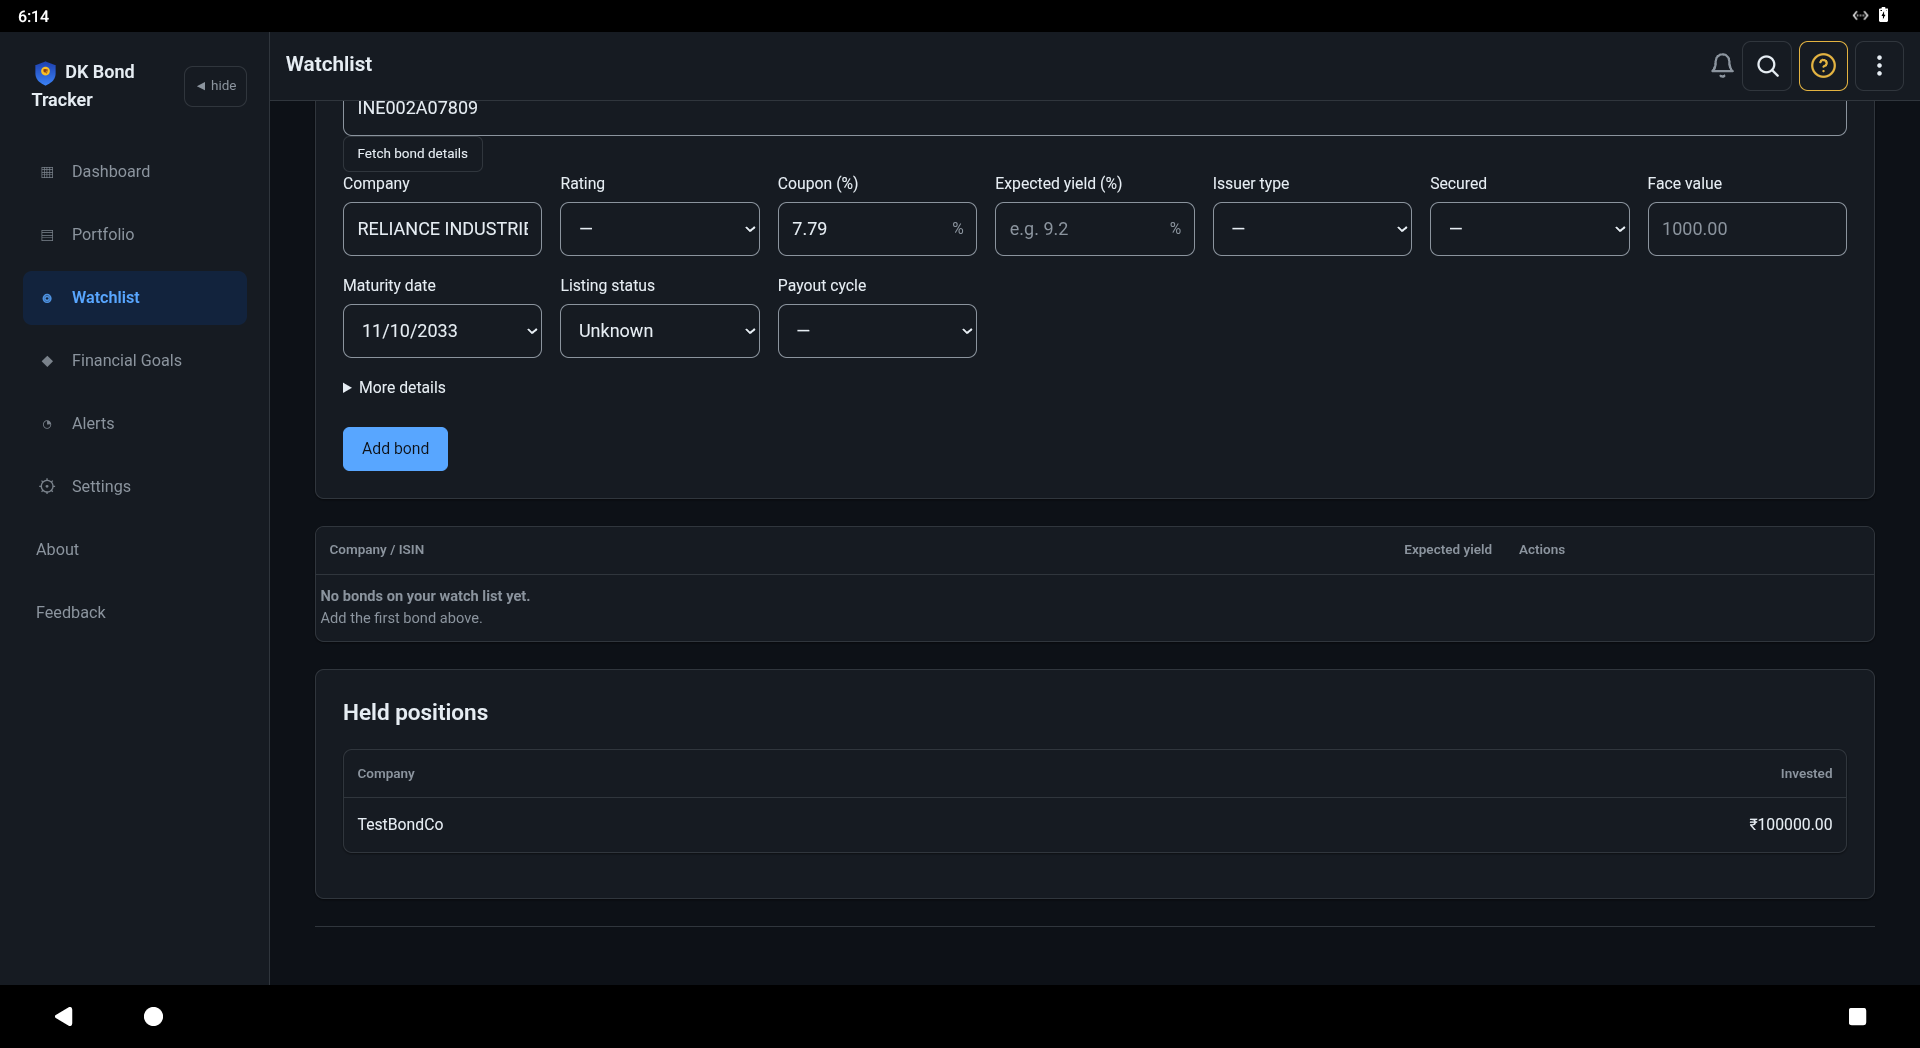 6:14
DK Bond
Tracker
◄ hide
Watchlist
Dashboard
Portfolio
Watchlist
Financial Goals
Alerts
Settings
About
Feedback
INE002A07809
Fetch bond details
Company
Rating
Coupon (%)
Expected yield (%)
Issuer type
Secured
Face value
RELIANCE INDUSTRIE
—
7.79
%
e.g. 9.2
%
—
—
1000.00
Maturity date
Listing status
Payout cycle
11/10/2033
Unknown
—
▶ More details
Add bond
Company / ISIN
Expected yield
Actions
No bonds on your watch list yet.
Add the first bond above.
Held positions
Company
Invested
TestBondCo
₹100000.00